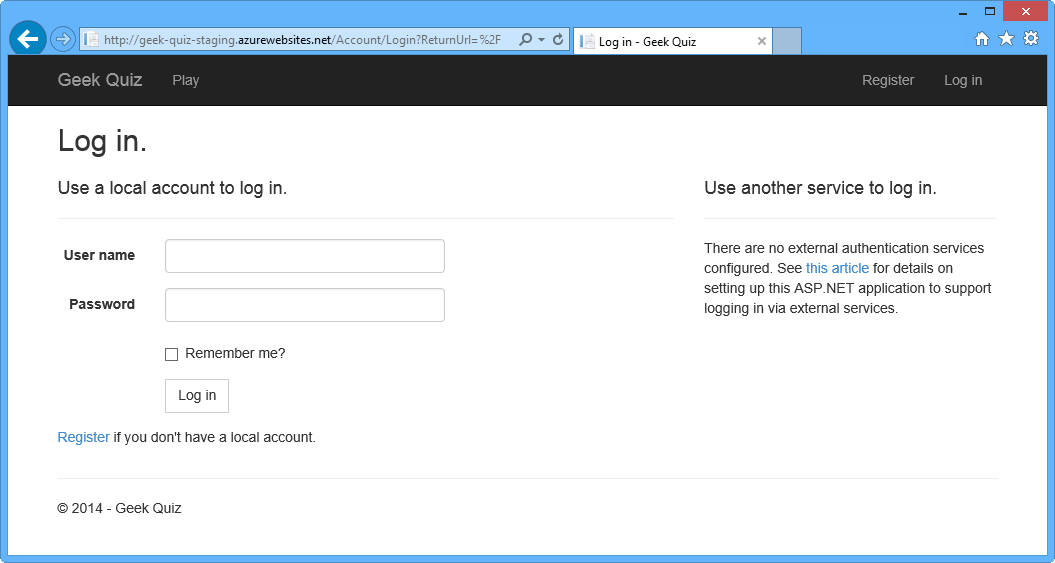 http://geek-quiz-staging.azurewebsites.net/Account/Login?ReturnUrl=%2F
Log in - Geek Quiz
Geek Quiz
Play
Register
Log in
Log in.
Use a local account to log in.
User name
Password
Remember me?
Log in
Register if you don't have a local account.
Use another service to log in.
There are no external authentication services
configured. See this article for details on
setting up this ASP.NET application to support
logging in via external services.
© 2014 - Geek Quiz